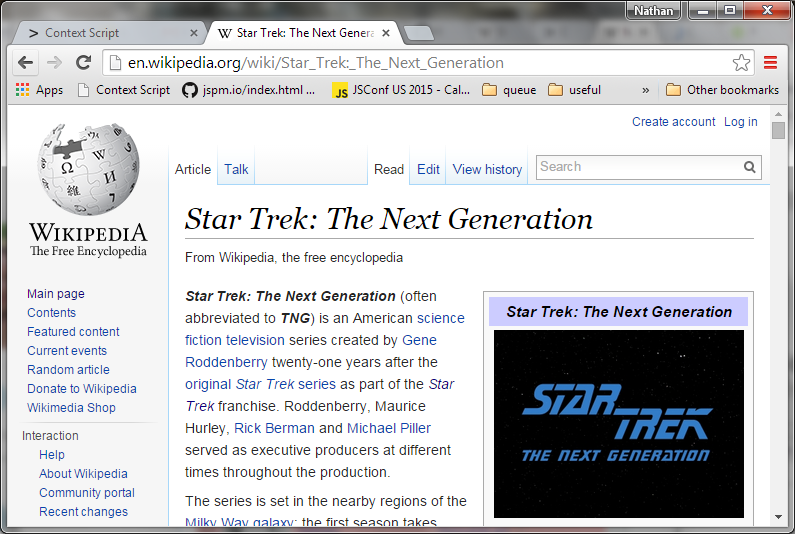 Nathan
Context Script
Star Trek: The Next Genera
en.wikipedia.org/wiki/Star_Trek:_The_Next_Generation
Apps Context Script jspm.io/index.html ... JS JSConf US 2015 - Cal... queue useful » Other bookmarks
Create account Log in
Article Talk Read Edit View history Search
WIKIPEDIA
The Free Encyclopedia
Main page
Contents
Featured content
Current events
Random article
Donate to Wikipedia
Wikimedia Shop
Interaction
Help
About Wikipedia
Community portal
Recent changes
Star Trek: The Next Generation
From Wikipedia, the free encyclopedia
Star Trek: The Next Generation (often
abbreviated to TNG) is an American science
fiction television series created by Gene
Roddenberry twenty-one years after the
original Star Trek series as part of the Star
Trek franchise. Roddenberry, Maurice
Hurley, Rick Berman and Michael Piller
served as executive producers at different
times throughout the production.
The series is set in the nearby regions of the
Milky Way galaxy; the first season takes
Star Trek: The Next Generation
STAR TREK
THE NEXT GENERATION